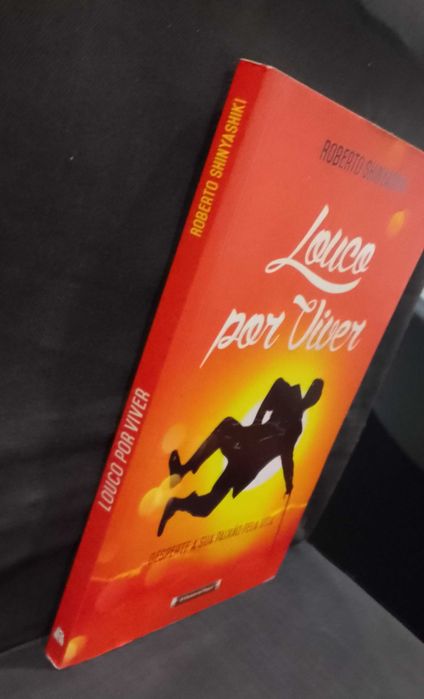 ROBERTO SHINYASHIKI
LOUCO POR VIVER
ROBERTO SHINYASHIKI
Louco
por Viver
DESPERTE A SUA PAIXÃO PELA VIDA